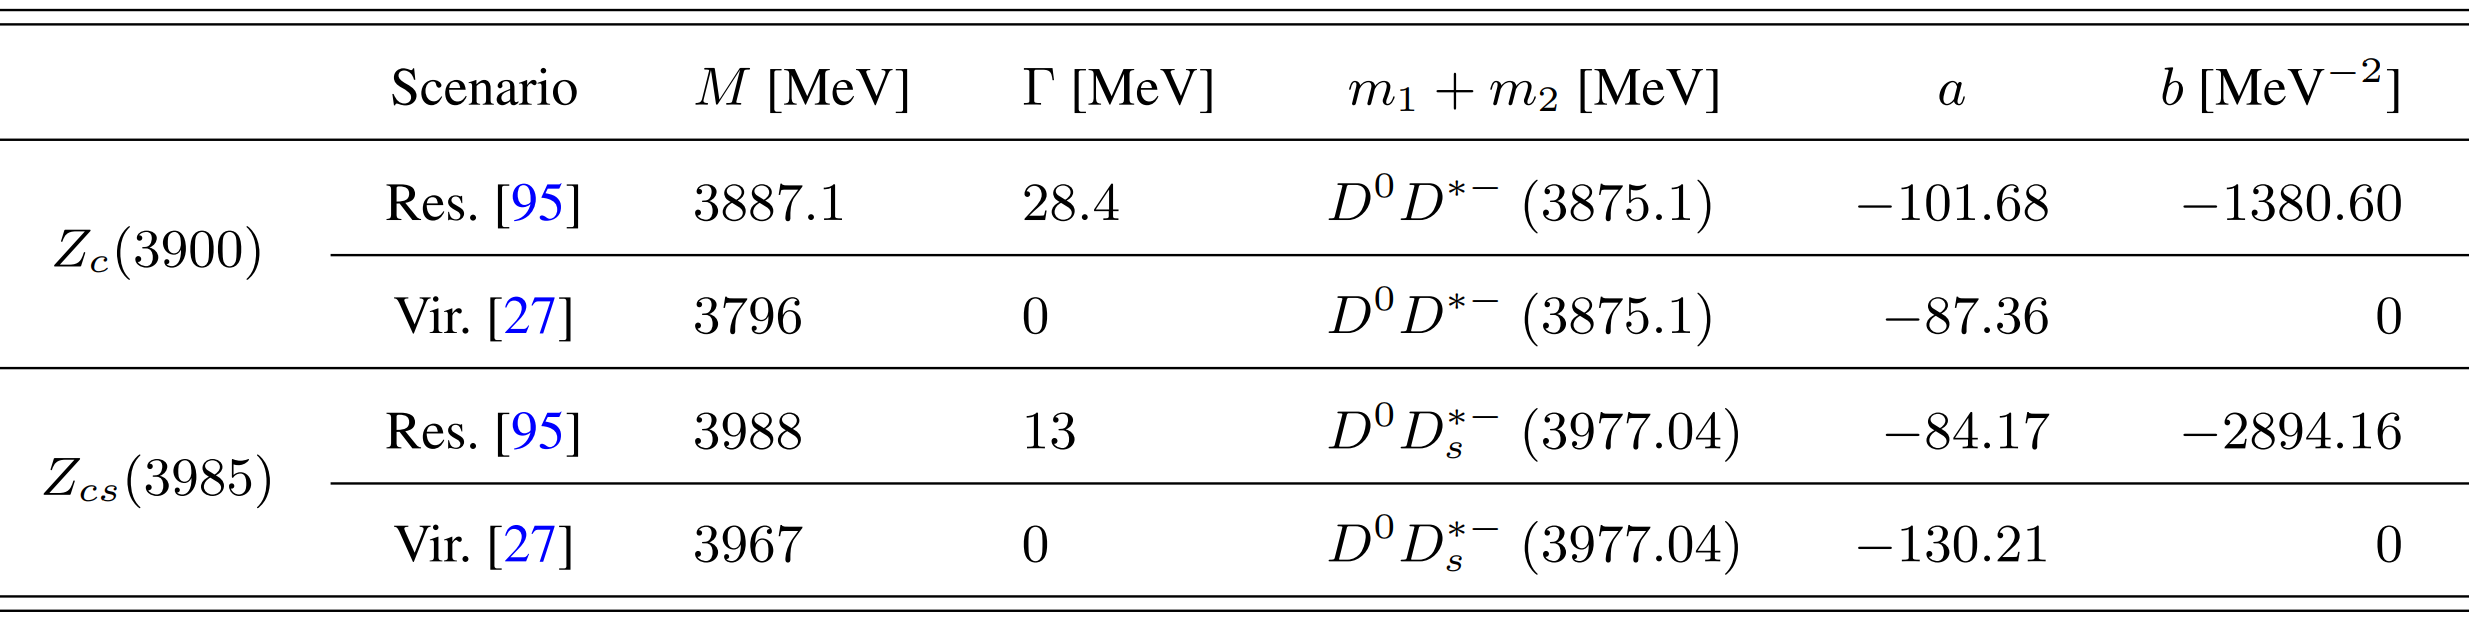 Scenario M [MeV] Γ [MeV] m₁ + m₂ [MeV] a b [MeV⁻²]
Res. [95] 3887.1 28.4 D⁰D*⁻ (3875.1) −101.68 −1380.60
Z_c(3900)
Vir. [27] 3796 0 D⁰D*⁻ (3875.1) −87.36 0
Res. [95] 3988 13 D⁰D_s*⁻ (3977.04) −84.17 −2894.16
Z_cs(3985)
Vir. [27] 3967 0 D⁰D_s*⁻ (3977.04) −130.21 0